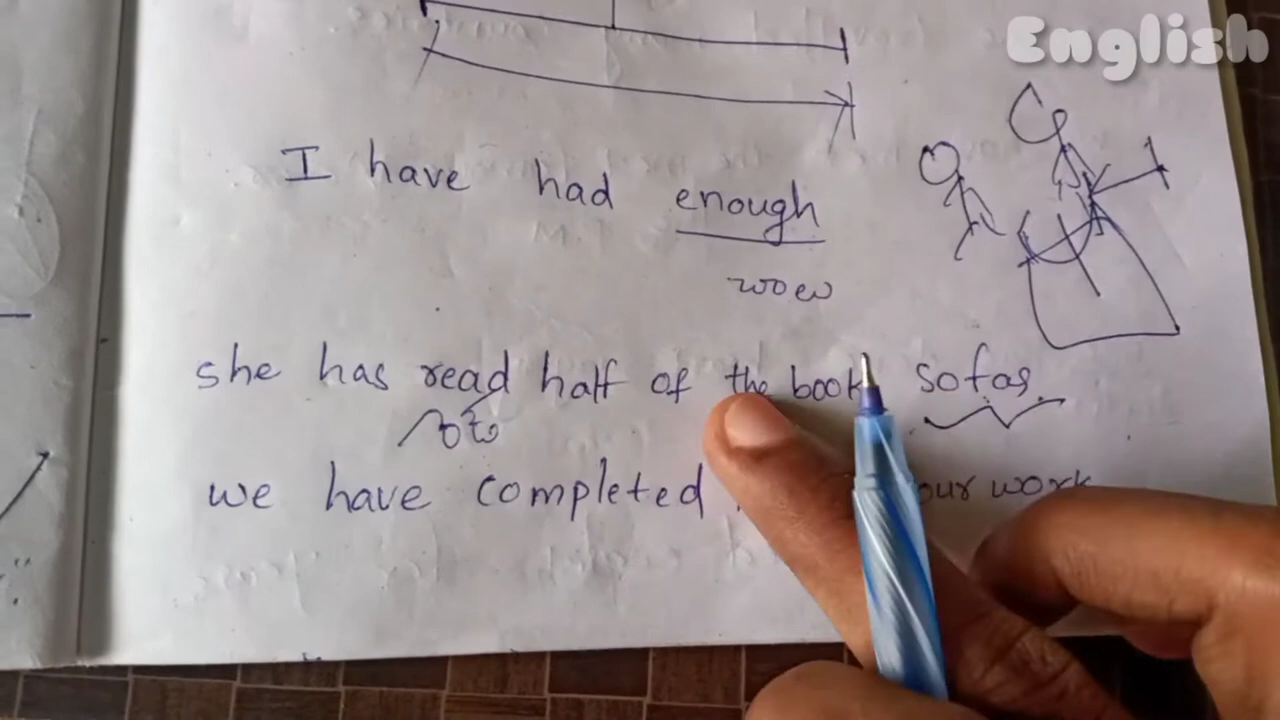 English
I have had enough
she has read half of the book sofar.
we have completed our work